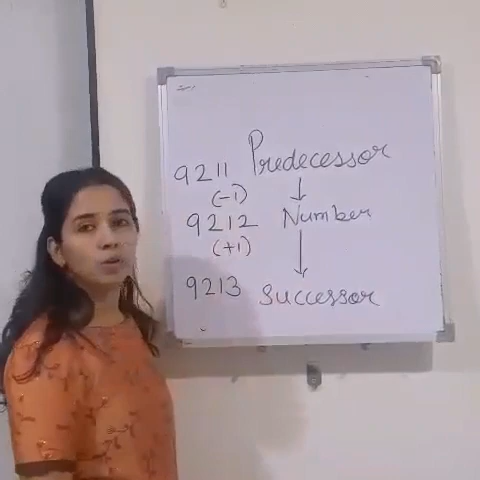 9211 Predecessor
(-1) ↓
9212 Number
(+1) ↓
9213 Successor